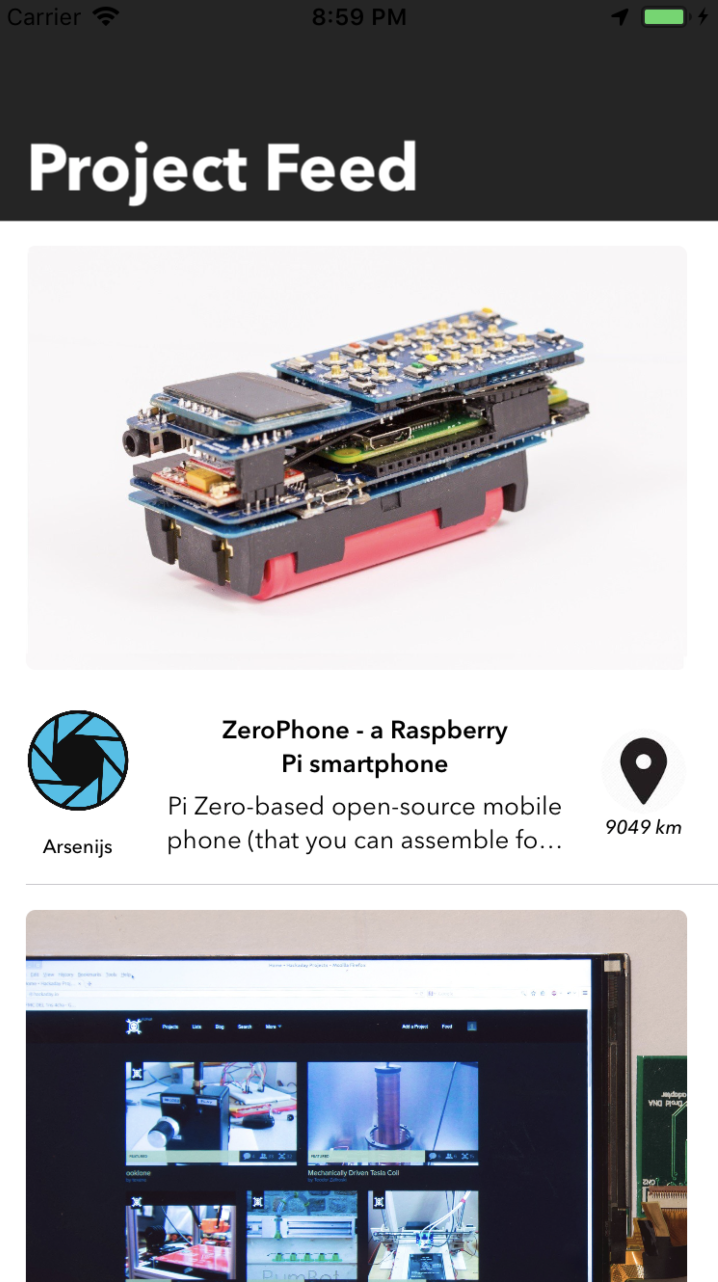 Carrier
8:59 PM
Project Feed
ZeroPhone - a Raspberry
Pi smartphone
Pi Zero-based open-source mobile
phone (that you can assemble fo…
Arsenijs
9049 km
Projects Lists Blog Search More
Add a Project Feed
Mechanically Driven Tesla Coil